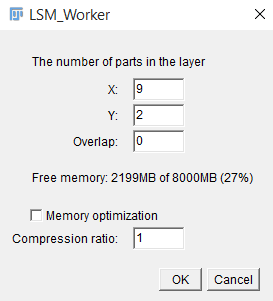 LSM_Worker
The number of parts in the layer
X: 9
Y: 2
Overlap: 0
Free memory: 2199MB of 8000MB (27%)
Memory optimization
Compression ratio: 1
OK Cancel